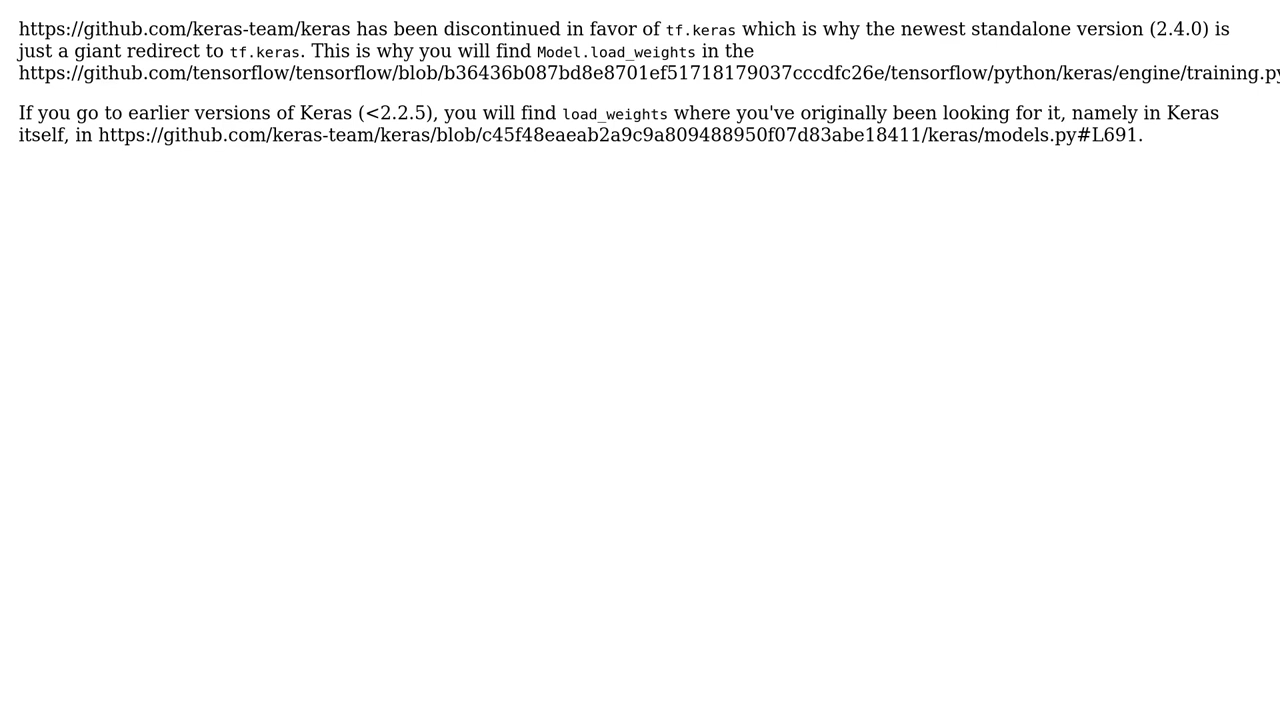 https://github.com/keras-team/keras has been discontinued in favor of tf.keras which is why the newest standalone version (2.4.0) is
just a giant redirect to tf.keras. This is why you will find Model.load_weights in the
https://github.com/tensorflow/tensorflow/blob/b36436b087bd8e8701ef51718179037cccdfc26e/tensorflow/python/keras/engine/training.py
If you go to earlier versions of Keras (<2.2.5), you will find load_weights where you've originally been looking for it, namely in Keras
itself, in https://github.com/keras-team/keras/blob/c45f48eaeab2a9c9a809488950f07d83abe18411/keras/models.py#L691.